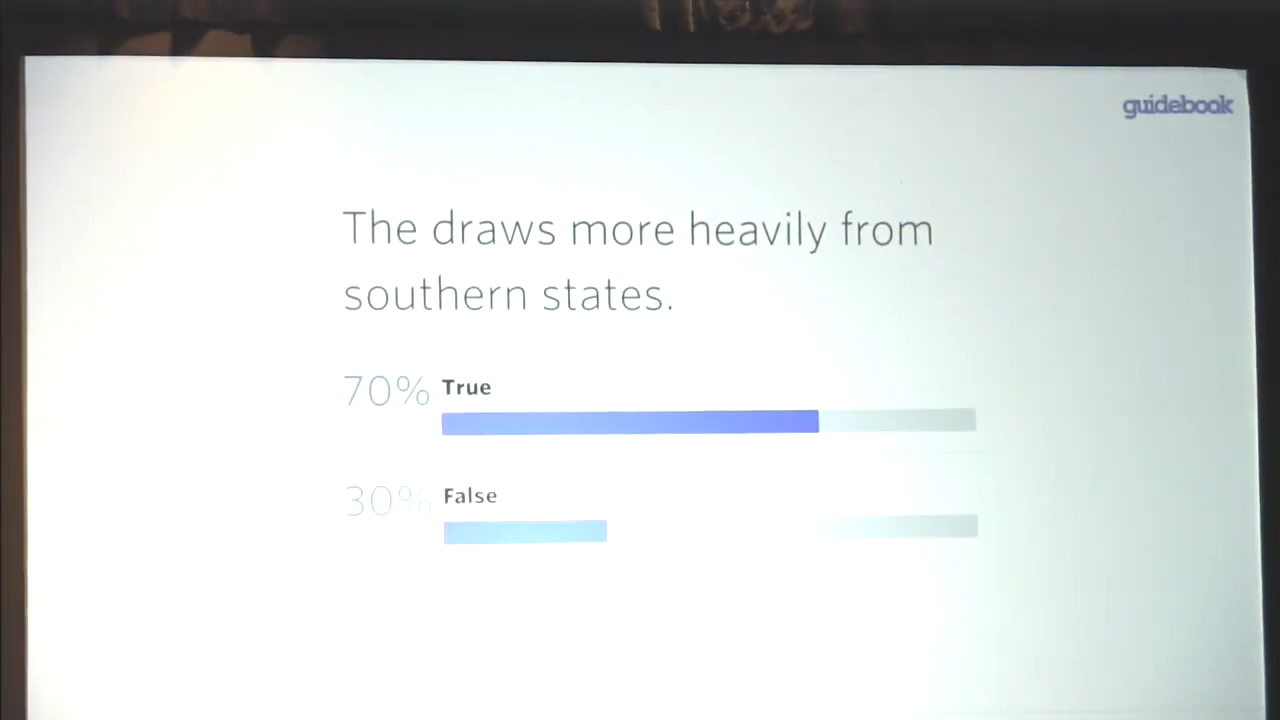 guidebook
The draws more heavily from
southern states.
70% True
30% False